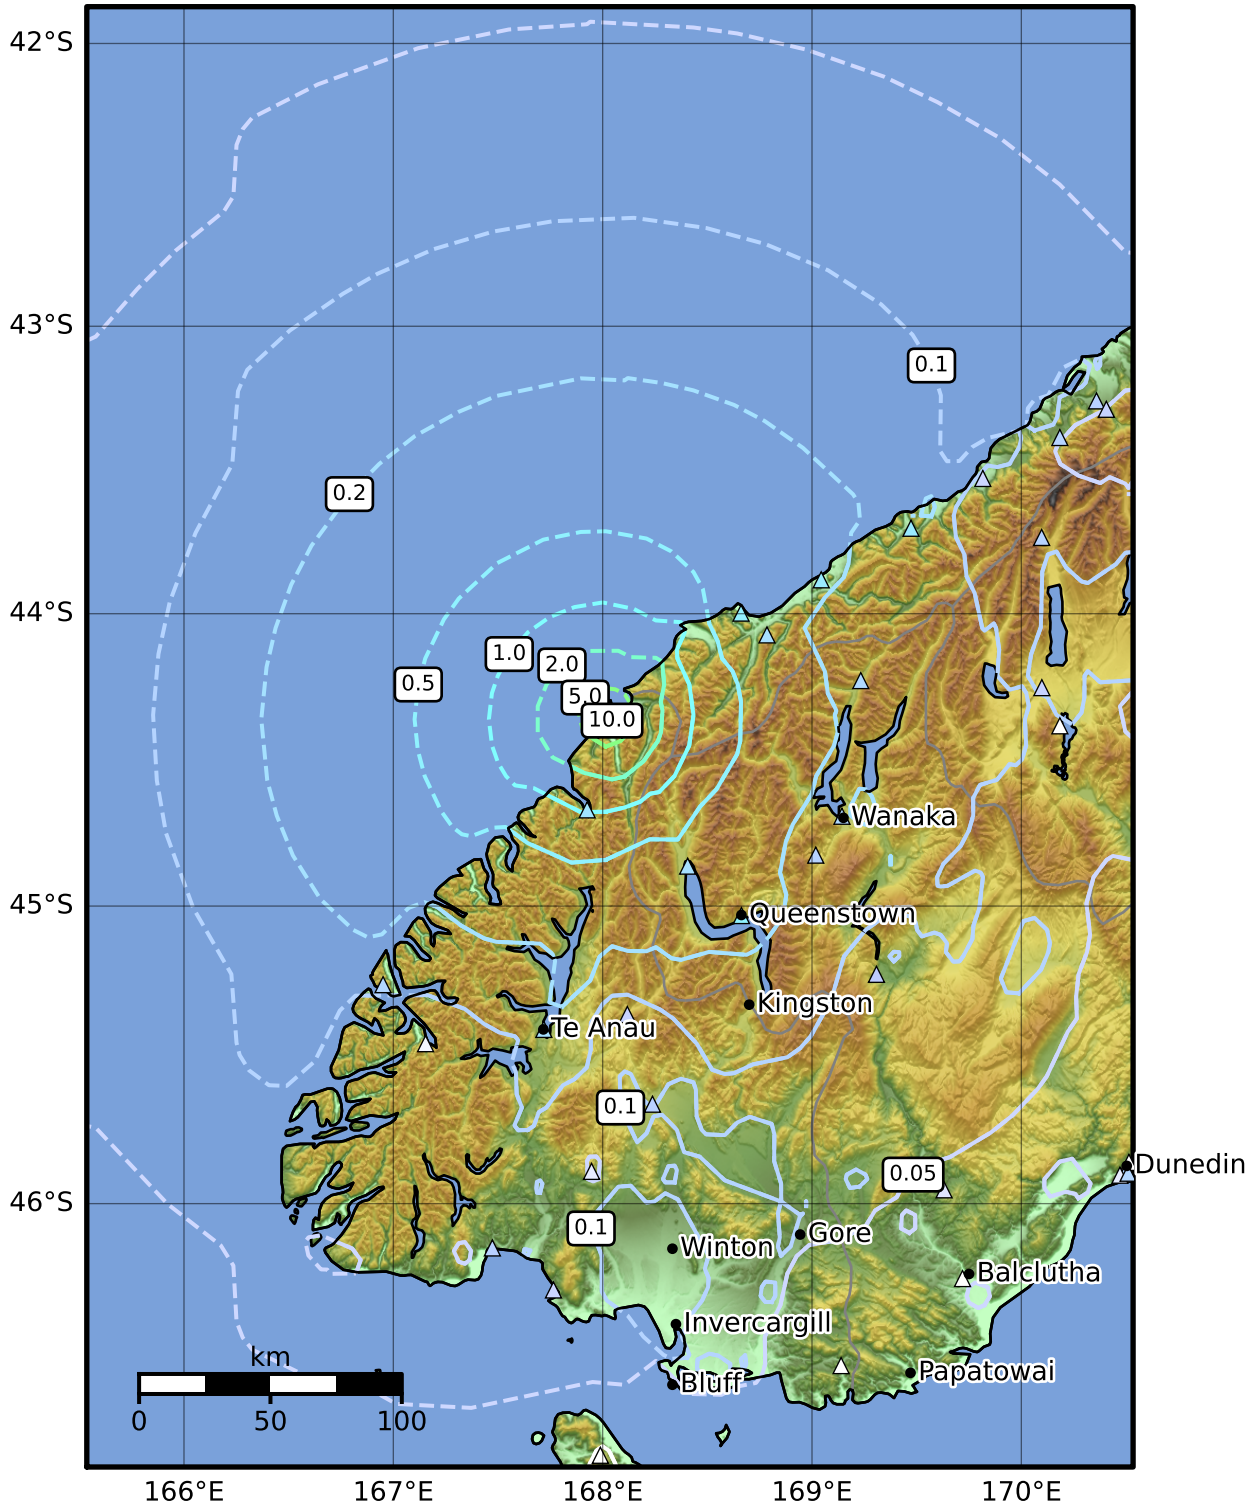 42°S
43°S
0.1
0.2
44°S
1.0
2.0
0.5
5.0
10.0
Wanaka
45°S
Queenstown
Kingston
Te Anau
0.1
Dunedin
0.05
46°S
0.1
Gore
Winton
Balclutha
Invercargill
km
Papatowai
Bluff
0 50 100
166°E 167°E 168°E 169°E 170°E